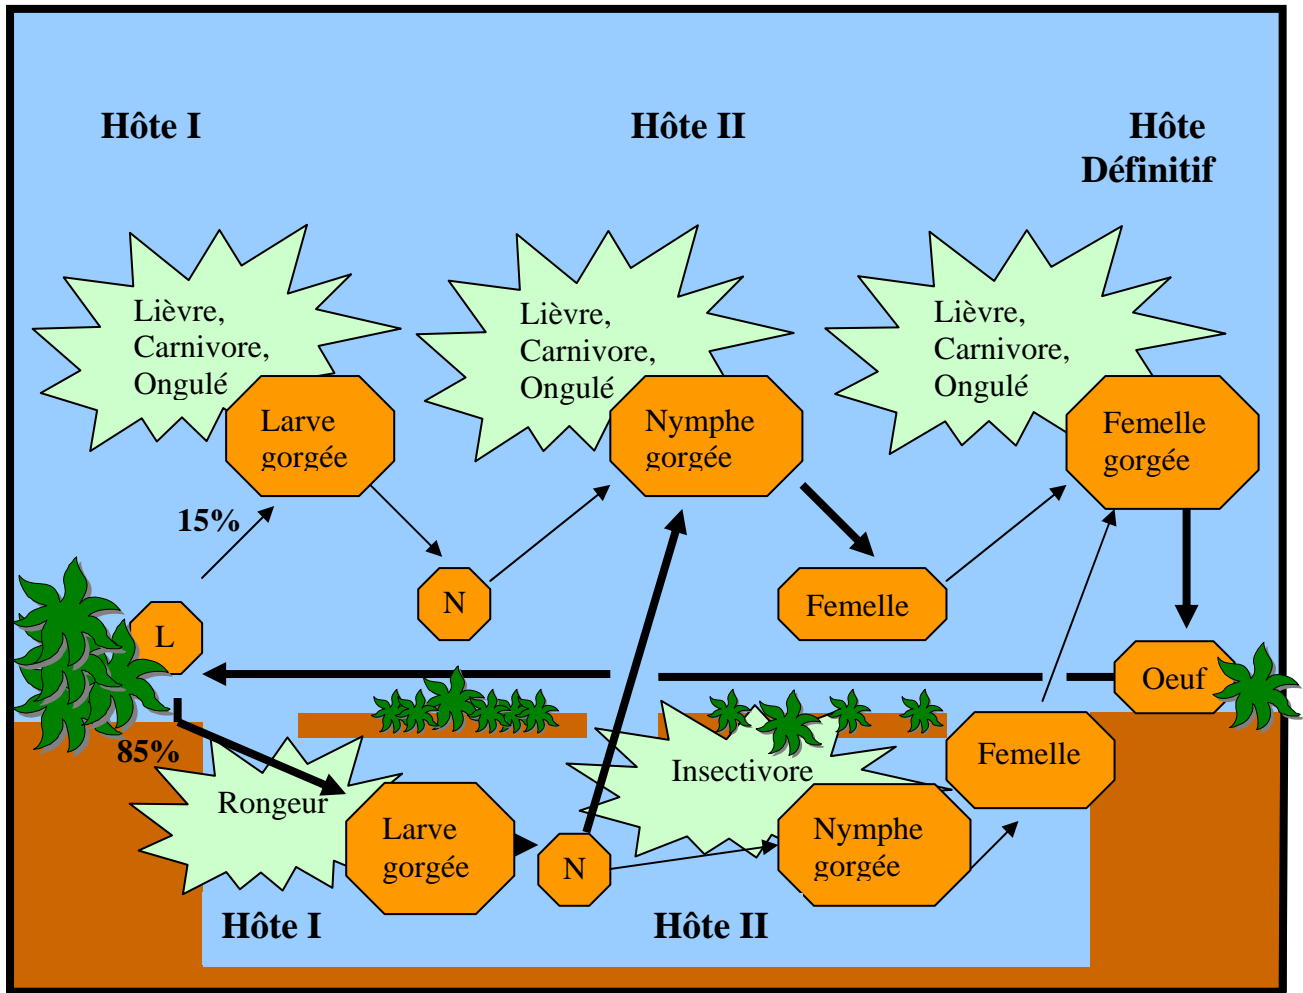 Hôte I
Hôte II
Hôte
Définitif
Lièvre,
Carnivore,
Ongulé
Larve
gorgée
Lièvre,
Carnivore,
Ongulé
Nymphe
gorgée
Lièvre,
Carnivore,
Ongulé
Femelle
gorgée
15%
N
Femelle
L
Oeuf
85%
Rongeur
Larve
gorgée
N
Insectivore
Nymphe
gorgée
Femelle
Hôte I
Hôte II